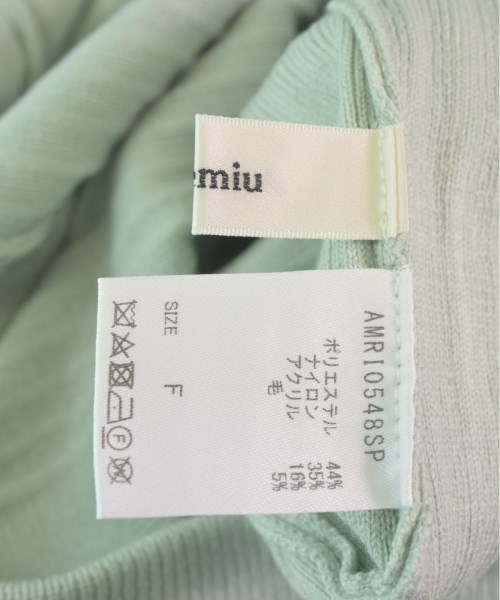 emiu
AMRI0548SP
ポリエステル 44%
ナイロン 35%
アクリル 16%
毛 5%
SIZE F